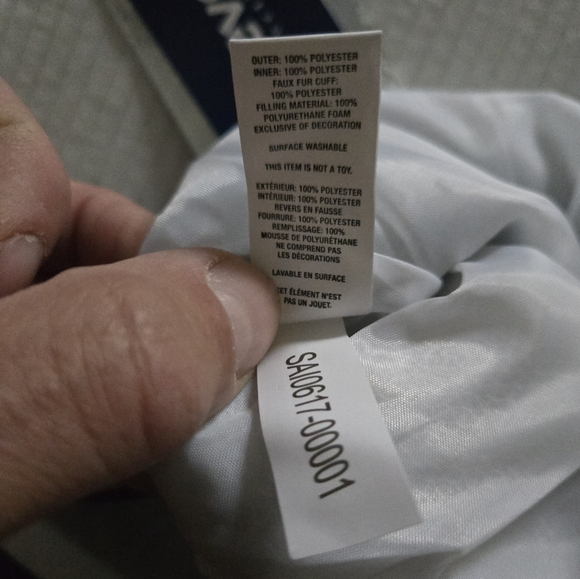 OUTER: 100% POLYESTER
INNER: 100% POLYESTER
FAUX FUR CUFF:
100% POLYESTER
FILLING MATERIAL: 100%
POLYURETHANE FOAM
EXCLUSIVE OF DECORATION
SURFACE WASHABLE
THIS ITEM IS NOT A TOY.
EXTÉRIEUR: 100% POLYESTER
INTÉRIEUR: 100% POLYESTER
REVERS EN FAUSSE
FOURRURE: 100% POLYESTER
REMPLISSAGE: 100%
MOUSSE DE POLYURÉTHANE
NE COMPREND PAS
LES DÉCORATIONS
LAVABLE EN SURFACE
CET ÉLÉMENT N'EST
PAS UN JOUET.
SAI0617-00001